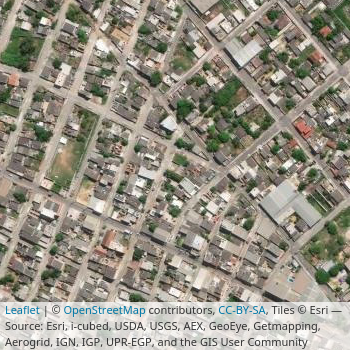 Leaflet | © OpenStreetMap contributors, CC-BY-SA, Tiles © Esri —
Source: Esri, i-cubed, USDA, USGS, AEX, GeoEye, Getmapping,
Aerogrid, IGN, IGP, UPR-EGP, and the GIS User Community